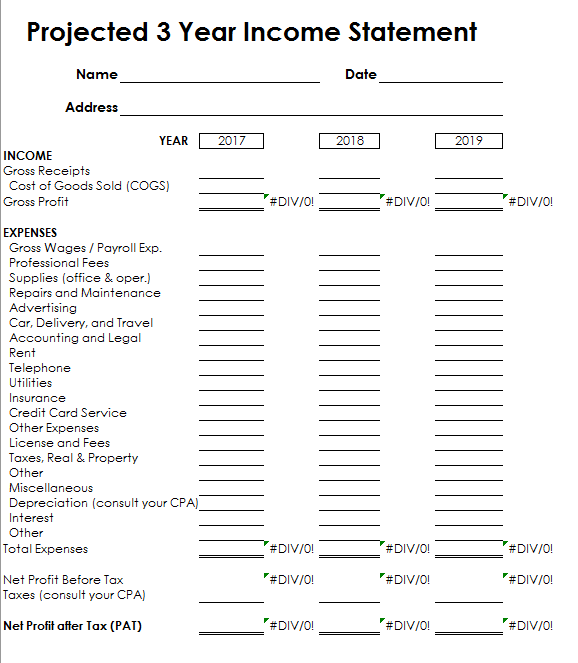 Projected 3 Year Income Statement
Name Date
Address
YEAR 2017 2018 2019
INCOME
Gross Receipts
Cost of Goods Sold (COGS)
Gross Profit #DIV/0! #DIV/0! #DIV/0!
EXPENSES
Gross Wages / Payroll Exp.
Professional Fees
Supplies (office & oper.)
Repairs and Maintenance
Advertising
Car, Delivery, and Travel
Accounting and Legal
Rent
Telephone
Utilities
Insurance
Credit Card Service
Other Expenses
License and Fees
Taxes, Real & Property
Other
Miscellaneous
Depreciation (consult your CPA)
Interest
Other
Total Expenses #DIV/0! #DIV/0! #DIV/0!
Net Profit Before Tax #DIV/0! #DIV/0! #DIV/0!
Taxes (consult your CPA)
Net Profit after Tax (PAT) #DIV/0! #DIV/0! #DIV/0!